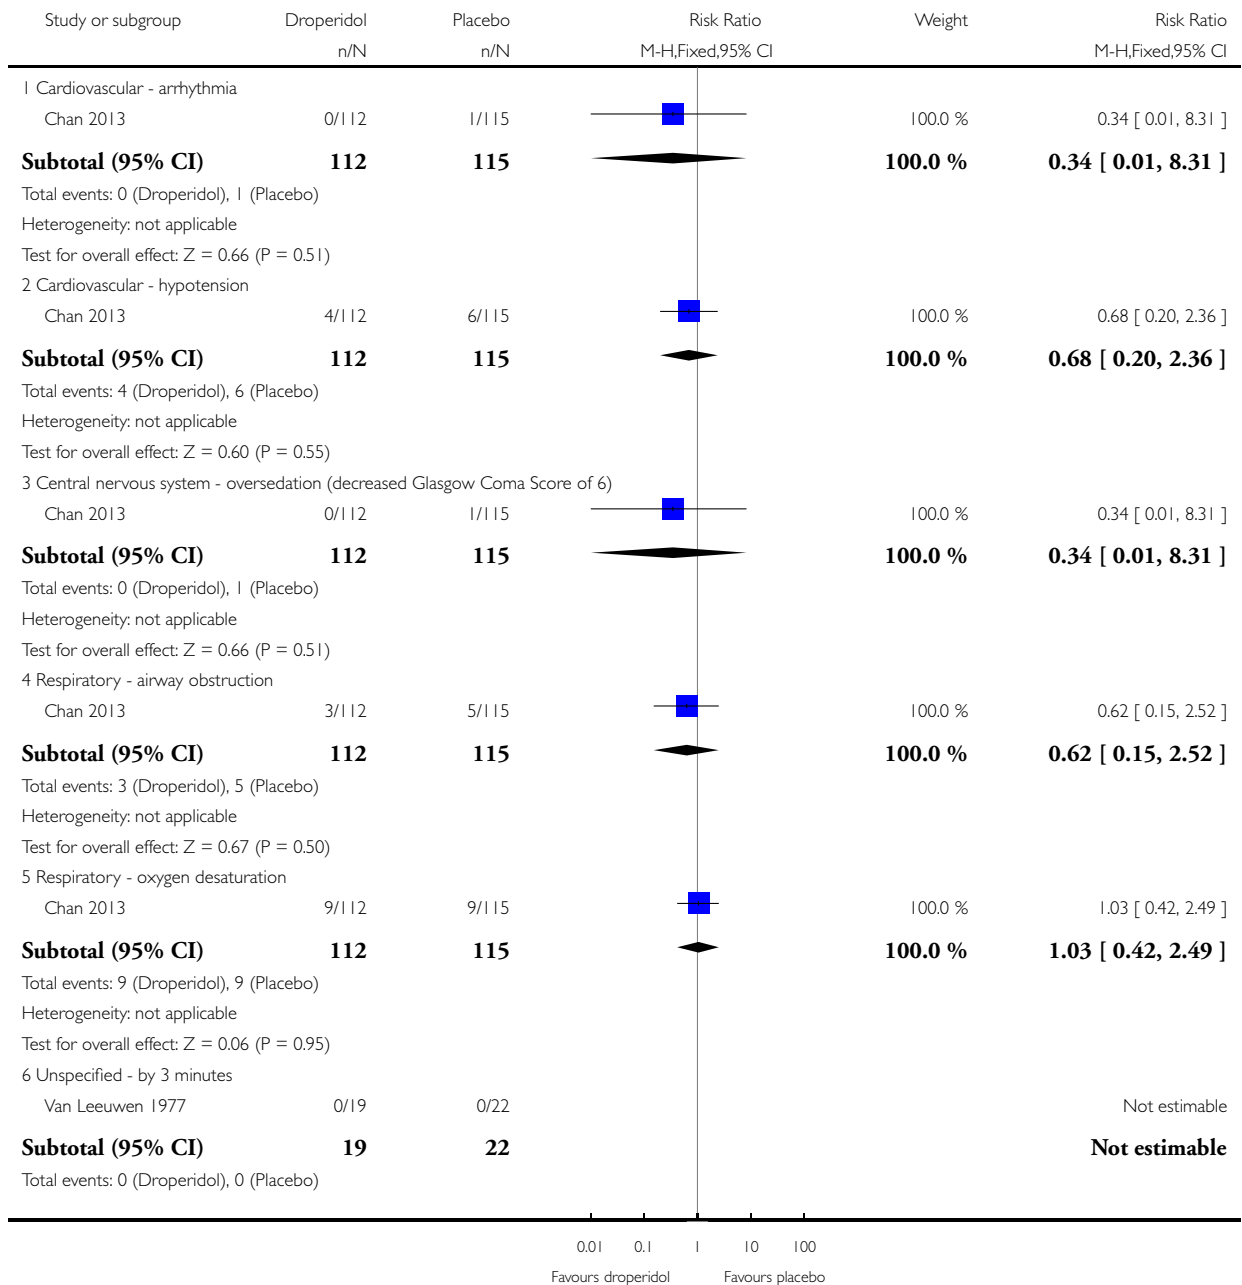 Study or subgroup Droperidol Placebo Risk Ratio Weight Risk Ratio
n/N n/N M-H,Fixed,95% CI M-H,Fixed,95% CI
1 Cardiovascular - arrhythmia
Chan 2013 0/112 1/115 100.0 % 0.34 [ 0.01, 8.31 ]
Subtotal (95% CI) 112 115 100.0 % 0.34 [ 0.01, 8.31 ]
Total events: 0 (Droperidol), 1 (Placebo)
Heterogeneity: not applicable
Test for overall effect: Z = 0.66 (P = 0.51)
2 Cardiovascular - hypotension
Chan 2013 4/112 6/115 100.0 % 0.68 [ 0.20, 2.36 ]
Subtotal (95% CI) 112 115 100.0 % 0.68 [ 0.20, 2.36 ]
Total events: 4 (Droperidol), 6 (Placebo)
Heterogeneity: not applicable
Test for overall effect: Z = 0.60 (P = 0.55)
3 Central nervous system - oversedation (decreased Glasgow Coma Score of 6)
Chan 2013 0/112 1/115 100.0 % 0.34 [ 0.01, 8.31 ]
Subtotal (95% CI) 112 115 100.0 % 0.34 [ 0.01, 8.31 ]
Total events: 0 (Droperidol), 1 (Placebo)
Heterogeneity: not applicable
Test for overall effect: Z = 0.66 (P = 0.51)
4 Respiratory - airway obstruction
Chan 2013 3/112 5/115 100.0 % 0.62 [ 0.15, 2.52 ]
Subtotal (95% CI) 112 115 100.0 % 0.62 [ 0.15, 2.52 ]
Total events: 3 (Droperidol), 5 (Placebo)
Heterogeneity: not applicable
Test for overall effect: Z = 0.67 (P = 0.50)
5 Respiratory - oxygen desaturation
Chan 2013 9/112 9/115 100.0 % 1.03 [ 0.42, 2.49 ]
Subtotal (95% CI) 112 115 100.0 % 1.03 [ 0.42, 2.49 ]
Total events: 9 (Droperidol), 9 (Placebo)
Heterogeneity: not applicable
Test for overall effect: Z = 0.06 (P = 0.95)
6 Unspecified - by 3 minutes
Van Leeuwen 1977 0/19 0/22 Not estimable
Subtotal (95% CI) 19 22 Not estimable
Total events: 0 (Droperidol), 0 (Placebo)
0.01 0.1 1 10 100
Favours droperidol Favours placebo